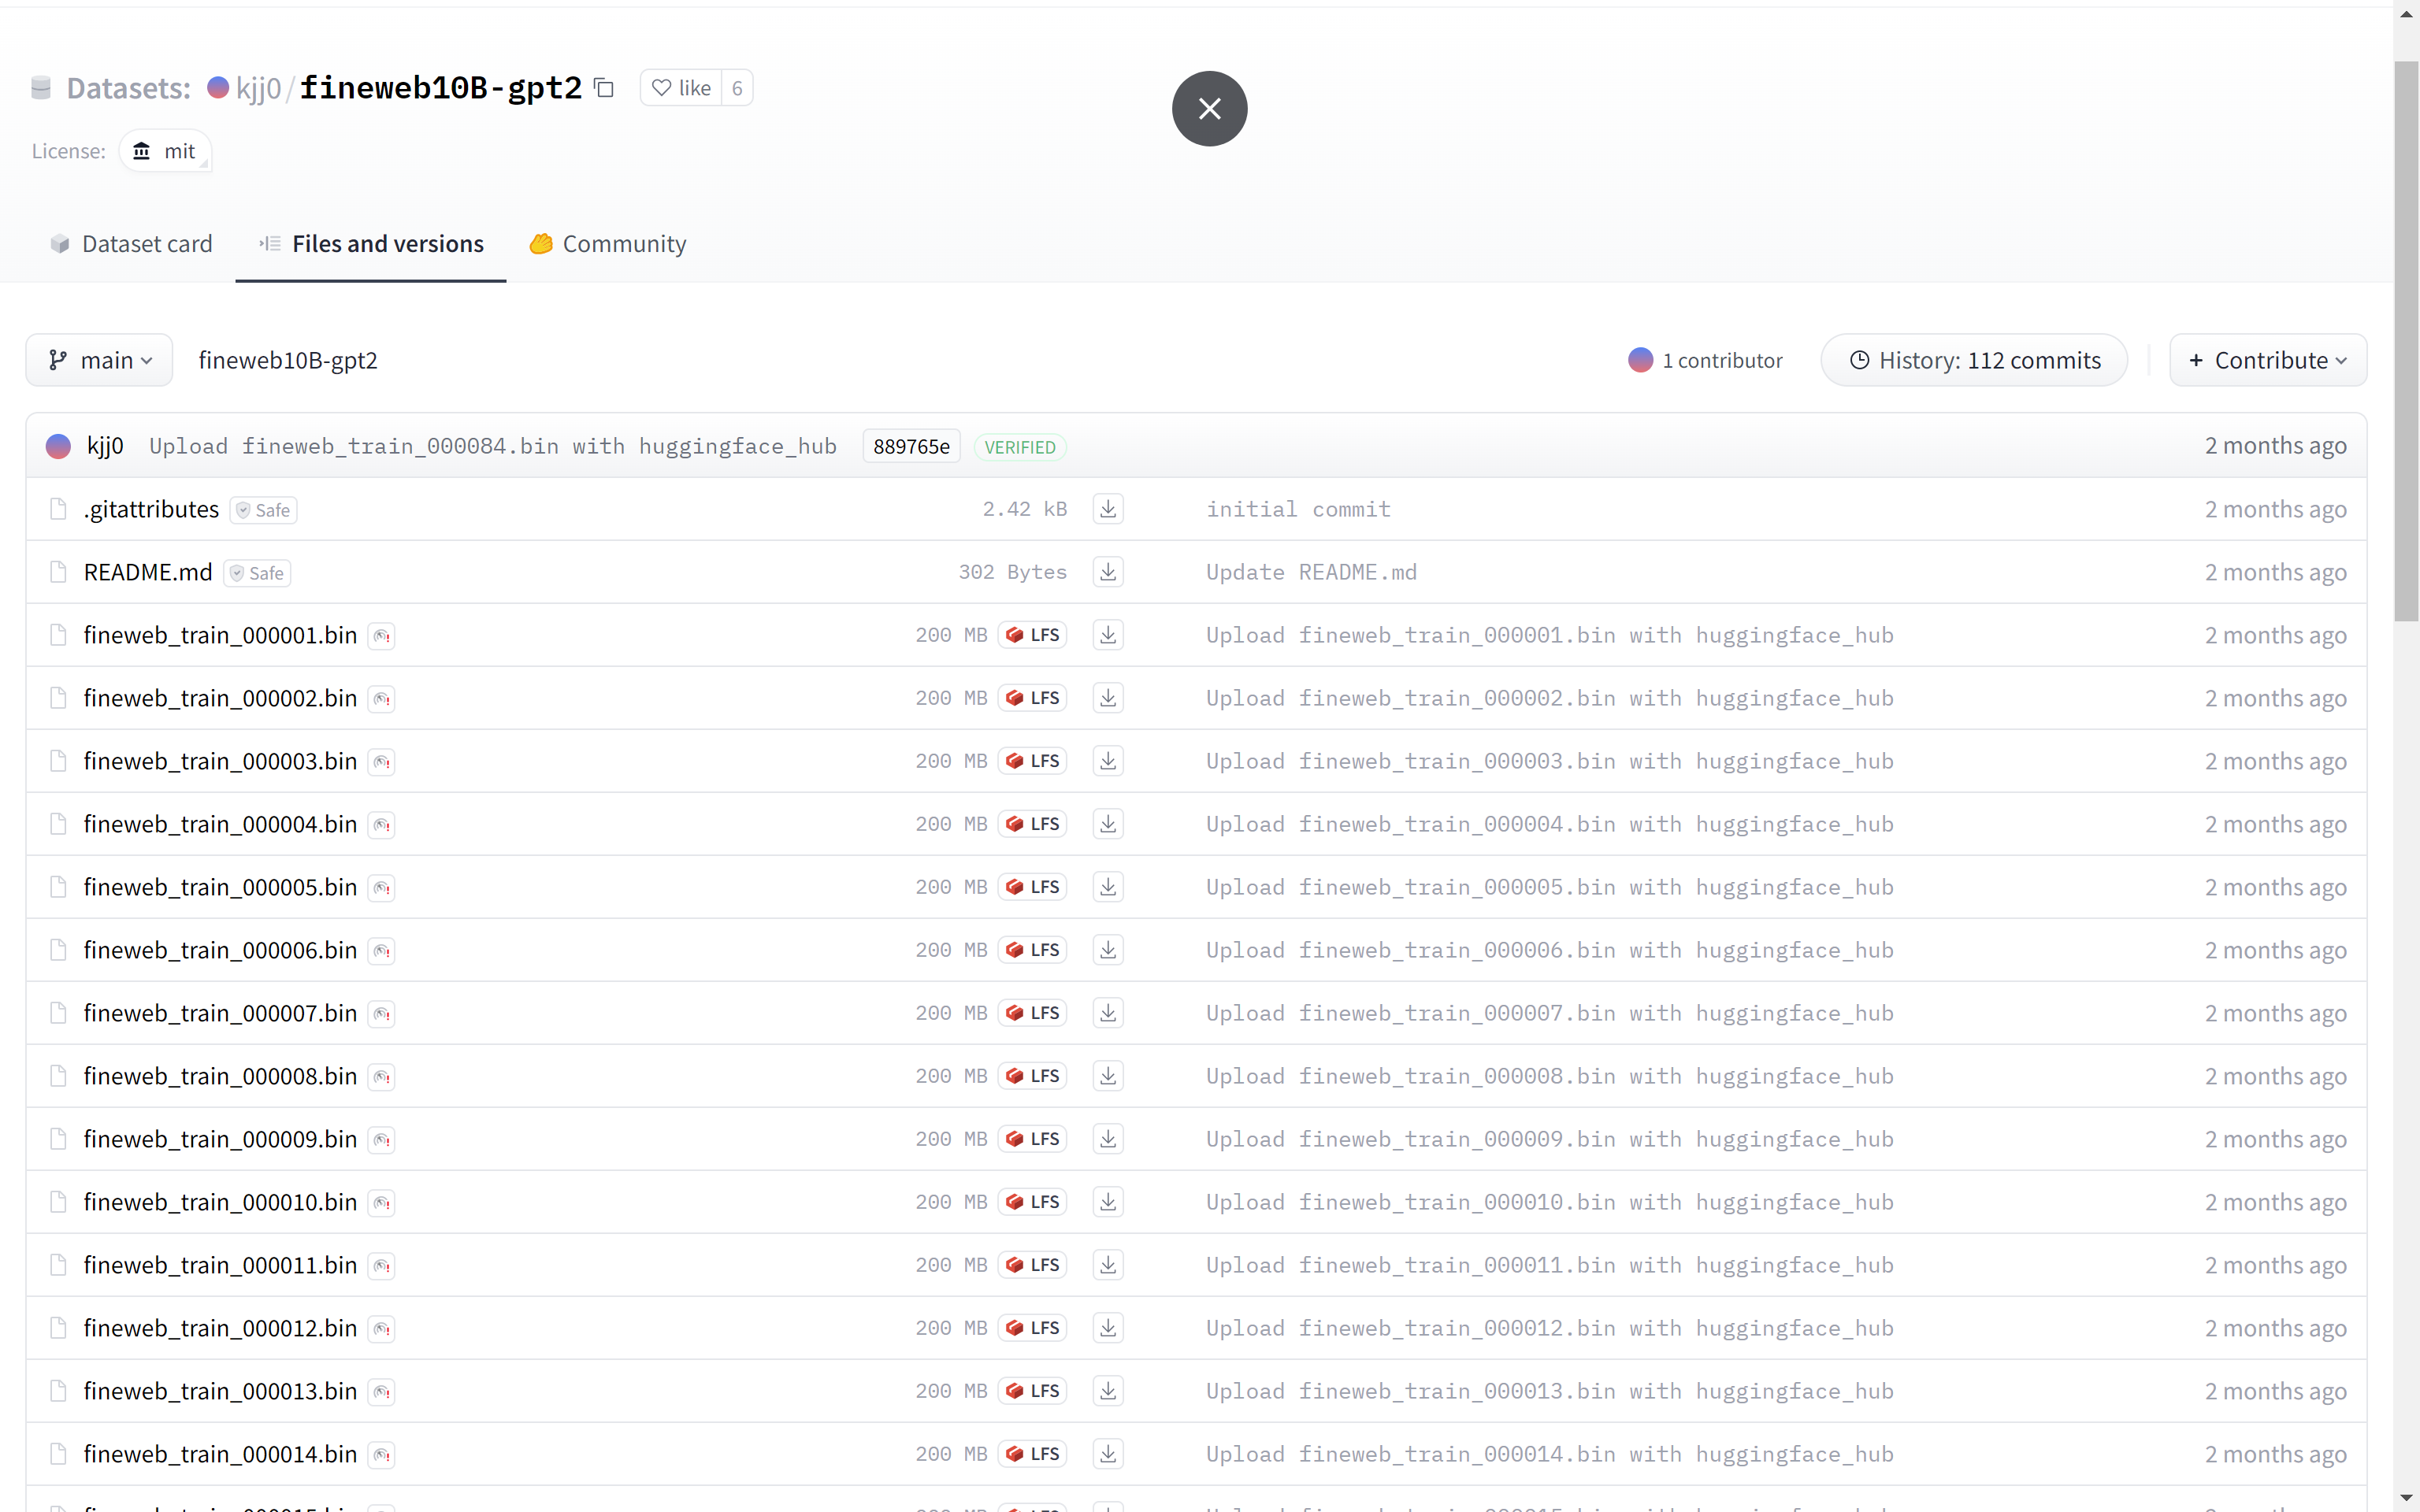 Datasets: kjj0/fineweb10B-gpt2 like 6
License: mit
Dataset card Files and versions Community
main fineweb10B-gpt2 1 contributor History: 112 commits + Contribute
kjj0 Upload fineweb_train_000084.bin with huggingface_hub 889765e VERIFIED 2 months ago
.gitattributes Safe 2.42 kB initial commit 2 months ago
README.md Safe 302 Bytes Update README.md 2 months ago
fineweb_train_000001.bin 200 MB LFS Upload fineweb_train_000001.bin with huggingface_hub 2 months ago
fineweb_train_000002.bin 200 MB LFS Upload fineweb_train_000002.bin with huggingface_hub 2 months ago
fineweb_train_000003.bin 200 MB LFS Upload fineweb_train_000003.bin with huggingface_hub 2 months ago
fineweb_train_000004.bin 200 MB LFS Upload fineweb_train_000004.bin with huggingface_hub 2 months ago
fineweb_train_000005.bin 200 MB LFS Upload fineweb_train_000005.bin with huggingface_hub 2 months ago
fineweb_train_000006.bin 200 MB LFS Upload fineweb_train_000006.bin with huggingface_hub 2 months ago
fineweb_train_000007.bin 200 MB LFS Upload fineweb_train_000007.bin with huggingface_hub 2 months ago
fineweb_train_000008.bin 200 MB LFS Upload fineweb_train_000008.bin with huggingface_hub 2 months ago
fineweb_train_000009.bin 200 MB LFS Upload fineweb_train_000009.bin with huggingface_hub 2 months ago
fineweb_train_000010.bin 200 MB LFS Upload fineweb_train_000010.bin with huggingface_hub 2 months ago
fineweb_train_000011.bin 200 MB LFS Upload fineweb_train_000011.bin with huggingface_hub 2 months ago
fineweb_train_000012.bin 200 MB LFS Upload fineweb_train_000012.bin with huggingface_hub 2 months ago
fineweb_train_000013.bin 200 MB LFS Upload fineweb_train_000013.bin with huggingface_hub 2 months ago
fineweb_train_000014.bin 200 MB LFS Upload fineweb_train_000014.bin with huggingface_hub 2 months ago